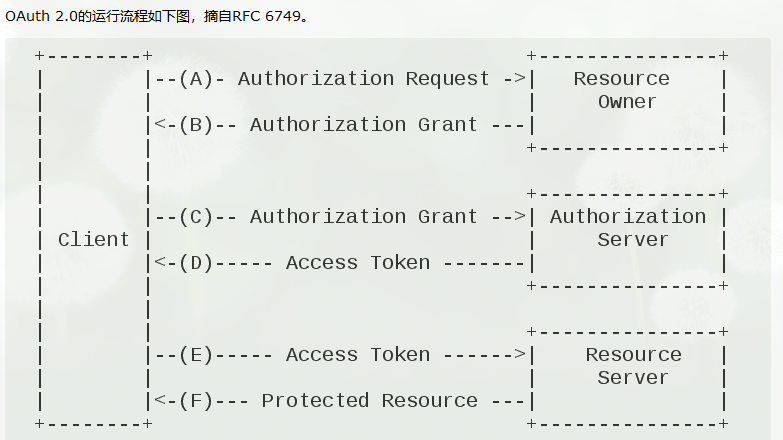 OAuth 2.0的运行流程如下图，摘自RFC 6749。
+--------+                               +---------------+
|        |--(A)- Authorization Request ->|   Resource    |
|        |                               |     Owner     |
|        |<-(B)-- Authorization Grant ---|               |
|        |                               +---------------+
|        |
|        |                               +---------------+
|        |--(C)-- Authorization Grant -->| Authorization |
| Client |                               |     Server    |
|        |<-(D)----- Access Token -------|               |
|        |                               +---------------+
|        |
|        |                               +---------------+
|        |--(E)----- Access Token ------>|    Resource   |
|        |                               |     Server    |
|        |<-(F)--- Protected Resource ---|               |
+--------+                               +---------------+